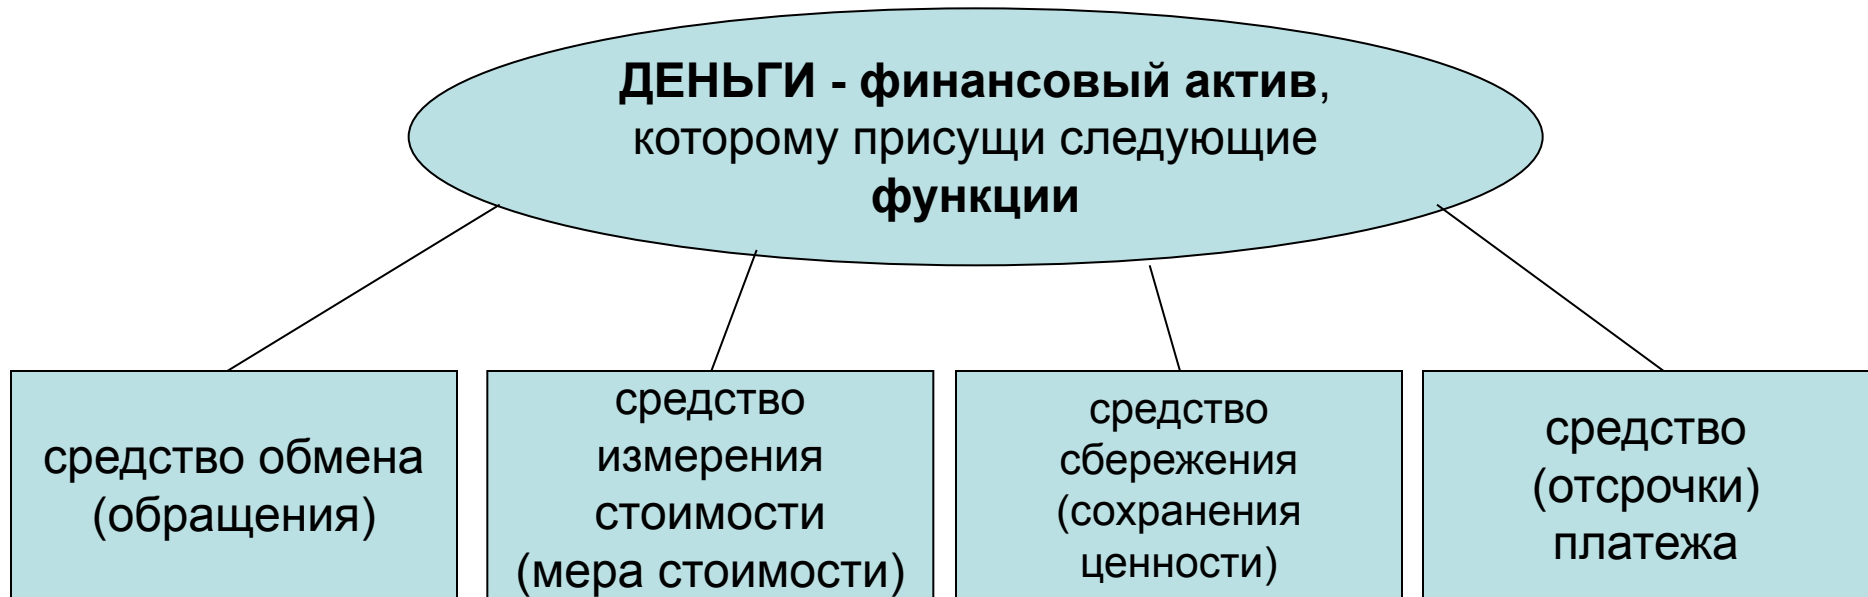 ДЕНЬГИ - финансовый актив,
которому присущи следующие
функции
средство обмена
(обращения)
средство
измерения
стоимости
(мера стоимости)
средство
сбережения
(сохранения
ценности)
средство
(отсрочки)
платежа